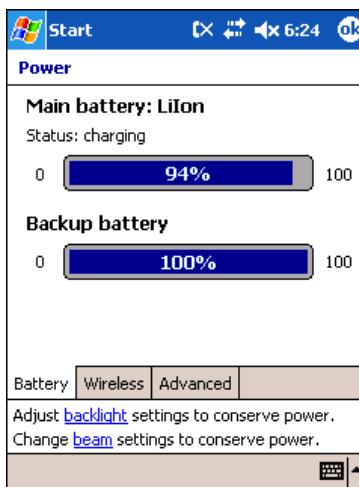 Start 6:24 ok
Power
Main battery: LiIon
Status: charging
0 94% 100
Backup battery
0 100% 100
Battery Wireless Advanced
Adjust backlight settings to conserve power.
Change beam settings to conserve power.